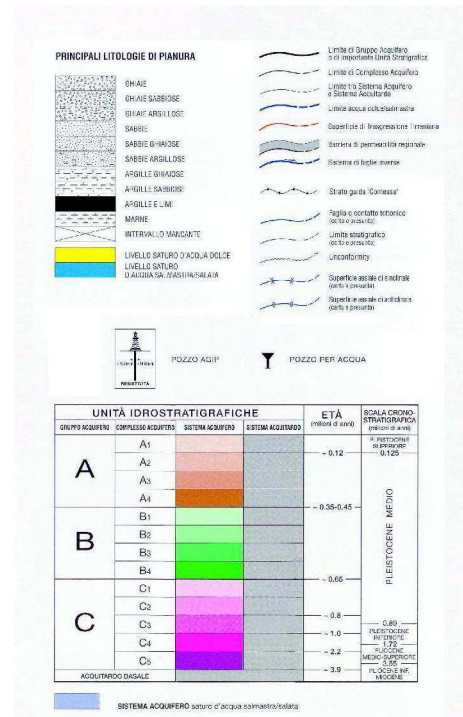 PRINCIPALI LITOLOGIE DI PIANURA
GHIAIE
GHIAIE SABBIOSE
GHIAIE ARGILLOSE
SABBIE
SABBIE GHIAIOSE
SABBIE ARGILLOSE
ARGILLE GHIAIOSE
ARGILLE SABBIOSE
ARGILLE E LIMI
MARNE
INTERVALLO MANCANTE
LIVELLO SATURO D'ACQUA DOLCE
LIVELLO SATURO
D'ACQUA SALMASTRA/SALATA
Limite di Gruppo Acquifero
o di importante Unità Stratigrafica
Limite di Complesso Acquifero
Limite tra Sistema Acquifero
e Sistema Acquitardo
Limite acqua dolce/salmastra
Superficie di Trasgressione Tirreniana
Barriera di permeabilità regionale
Sistema di faglie inverse
Strato guida "Contessa"
Faglia o contatto tettonico
(certa e presunta)
Limite stratigrafico
(certo e presunto)
Unconformity
Superficie assiale di sinclinale
(certa e presunta)
Superficie assiale di anticlinale
(certa e presunta)
RESISTIVITÀ
POZZO AGIP
POZZO PER ACQUA
UNITÀ IDROSTRATIGRAFICHE
GRUPPO ACQUIFERO COMPLESSO ACQUIFERO SISTEMA ACQUIFERO SISTEMA ACQUITARDO
ETÀ
(milioni di anni)
SCALA CRONO-
STRATIGRAFICA
(milioni di anni)
A
A1
A2
A3
A4
B
B1
B2
B3
B4
C
C1
C2
C3
C4
C5
ACQUITARDO BASALE
~ 0.12
~ 0.35-0.45
~ 0.65
~ 0.8
~ 1.0
~ 2.2
~ 3.9
PLEISTOCENE
SUPERIORE
0.125
PLEISTOCENE MEDIO
0.89
PLEISTOCENE
INFERIORE
1.72
PLIOCENE
MEDIO-SUPERIORE
3.55
PLIOCENE INF.
MIOCENE
SISTEMA ACQUIFERO saturo d'acqua salmastra/salata